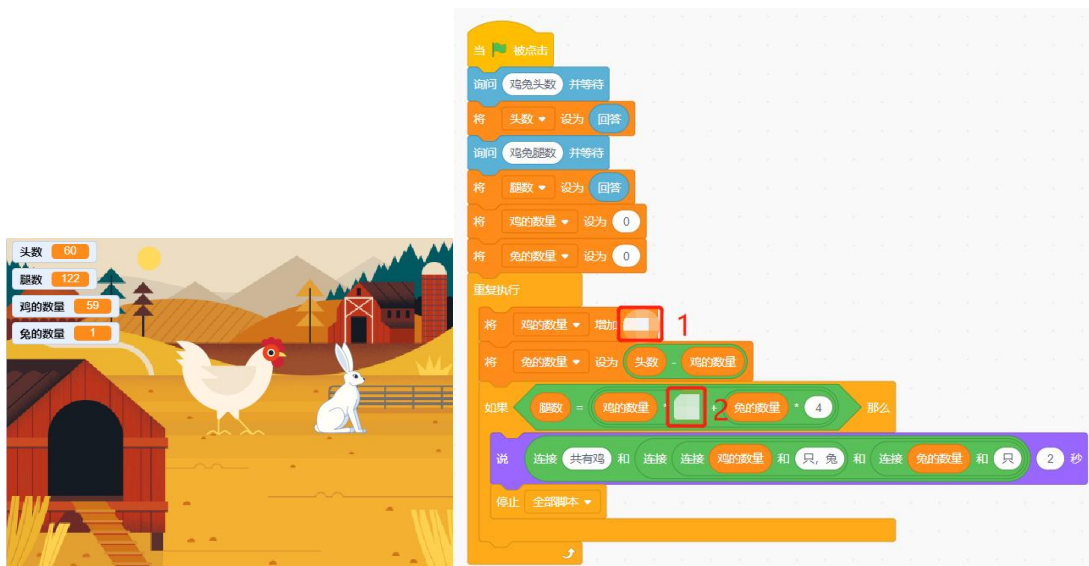 头数 60
腿数 122
鸡的数量 59
兔的数量 1
当 被点击
询问 鸡兔头数 并等待
将 头数 设为 回答
询问 鸡兔腿数 并等待
将 腿数 设为 回答
将 鸡的数量 设为 0
将 兔的数量 设为 0
重复执行
将 鸡的数量 增加 1
将 兔的数量 设为 头数 - 鸡的数量
如果 腿数 = 鸡的数量 * 2 + 兔的数量 * 4 那么
说 连接 共有鸡 和 连接 连接 鸡的数量 和 只,兔 和 连接 兔的数量 和 只 2 秒
停止 全部脚本